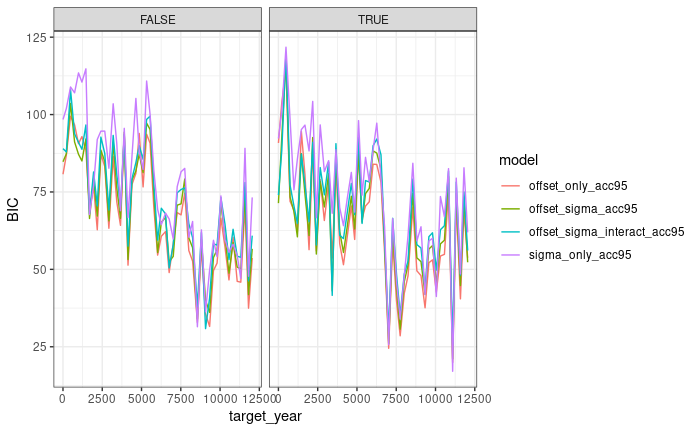 FALSE
TRUE
125
100
75
50
25
BIC
0 2500 5000 7500 10000 12500 0 2500 5000 7500 10000 12500
target_year
model
offset_only_acc95
offset_sigma_acc95
offset_sigma_interact_acc95
sigma_only_acc95